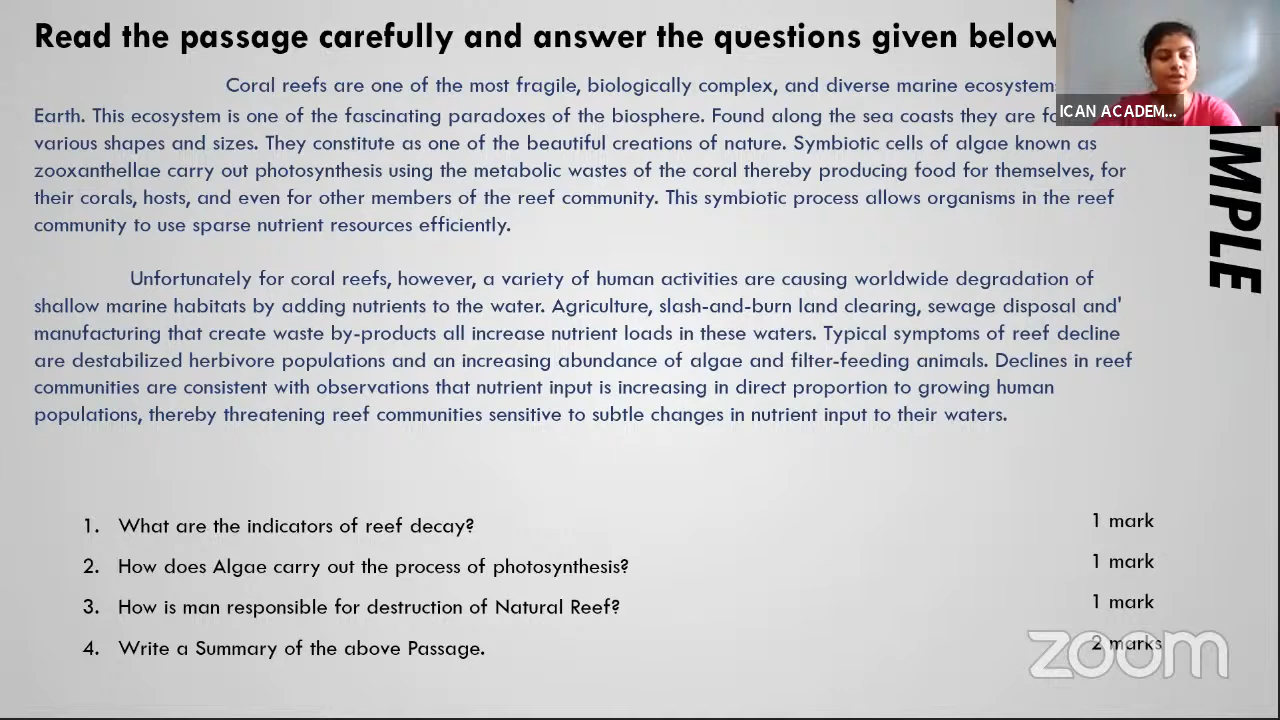 Read the passage carefully and answer the questions given below
Coral reefs are one of the most fragile, biologically complex, and diverse marine ecosystem
Earth. This ecosystem is one of the fascinating paradoxes of the biosphere. Found along the sea coasts they are
various shapes and sizes. They constitute as one of the beautiful creations of nature. Symbiotic cells of algae known as
zooxanthellae carry out photosynthesis using the metabolic wastes of the coral thereby producing food for themselves, for
their corals, hosts, and even for other members of the reef community. This symbiotic process allows organisms in the reef
community to use sparse nutrient resources efficiently.
Unfortunately for coral reefs, however, a variety of human activities are causing worldwide degradation of
shallow marine habitats by adding nutrients to the water. Agriculture, slash-and-burn land clearing, sewage disposal and'
manufacturing that create waste by-products all increase nutrient loads in these waters. Typical symptoms of reef decline
are destabilized herbivore populations and an increasing abundance of algae and filter-feeding animals. Declines in reef
communities are consistent with observations that nutrient input is increasing in direct proportion to growing human
populations, thereby threatening reef communities sensitive to subtle changes in nutrient input to their waters.
1. What are the indicators of reef decay? 1 mark
2. How does Algae carry out the process of photosynthesis? 1 mark
3. How is man responsible for destruction of Natural Reef? 1 mark
4. Write a Summary of the above Passage. 2 marks
ICAN ACADEM...
AMPLE
zoom